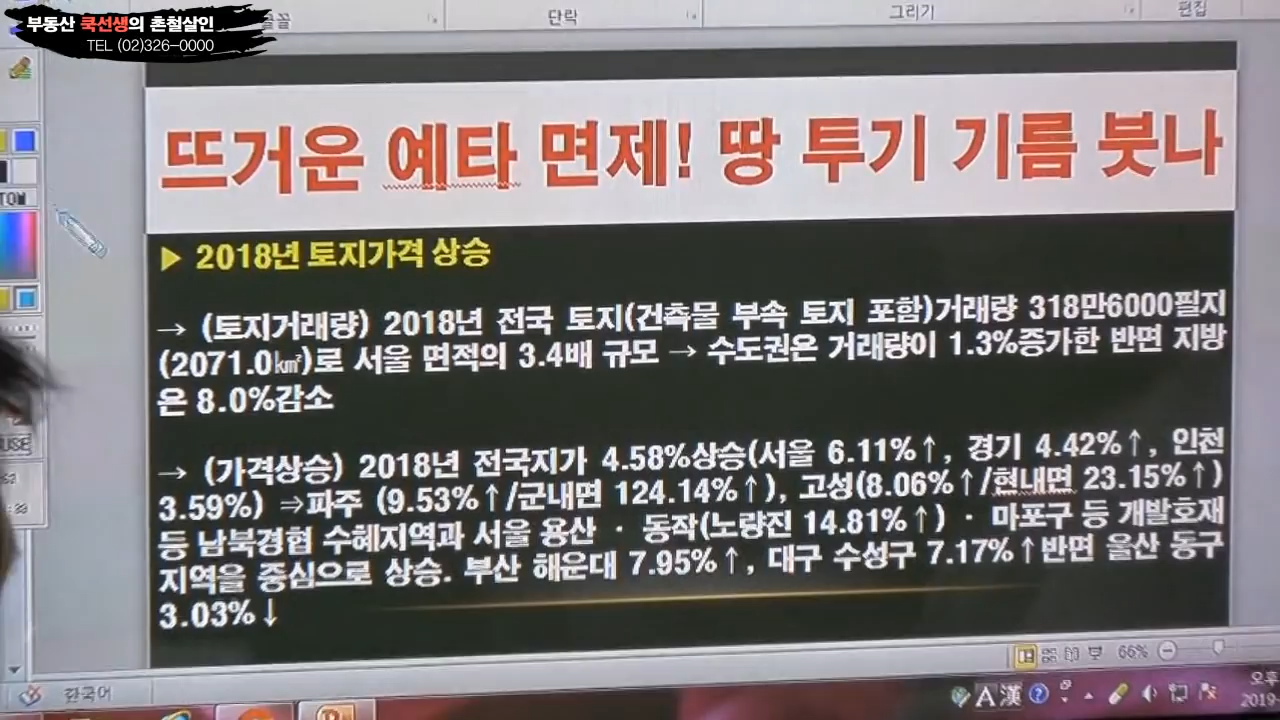 부동산 쿡선생의 촌철살인
TEL (02)326-0000
단락
그리기
편집
뜨거운 예타 면제! 땅 투기 기름 붓나
▶ 2018년 토지가격 상승
→ (토지거래량) 2018년 전국 토지(건축물 부속 토지 포함)거래량 318만6000필지
(2071.0㎢)로 서울 면적의 3.4배 규모 → 수도권은 거래량이 1.3%증가한 반면 지방
은 8.0%감소
→ (가격상승) 2018년 전국지가 4.58%상승(서울 6.11%↑, 경기 4.42%↑, 인천
3.59%) ⇒파주 (9.53%↑/군내면 124.14%↑), 고성(8.06%↑/현내면 23.15%↑)
등 남북경협 수혜지역과 서울 용산 · 동작(노량진 14.81%↑) · 마포구 등 개발호재
지역을 중심으로 상승. 부산 해운대 7.95%↑, 대구 수성구 7.17%↑반면 울산 동구
3.03%↓
66%
한국어
A 漢
오후
2019